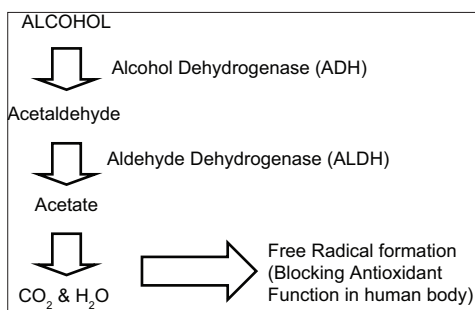 ALCOHOL
Alcohol Dehydrogenase (ADH)
Acetaldehyde
Aldehyde Dehydrogenase (ALDH)
Acetate
CO₂ & H₂O
Free Radical formation
(Blocking Antioxidant
Function in human body)